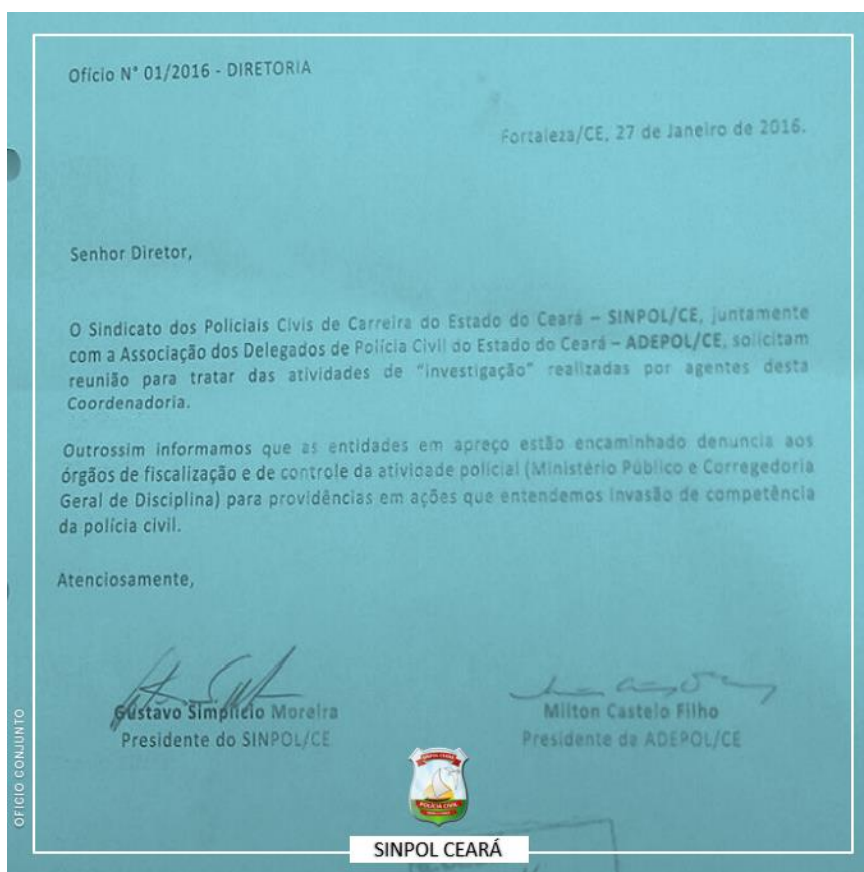 Ofício N° 01/2016 - DIRETORIA
Fortaleza/CE, 27 de Janeiro de 2016.
Senhor Diretor,
O Sindicato dos Policiais Civis de Carreira do Estado do Ceará – SINPOL/CE, juntamente
com a Associação dos Delegados de Polícia Civil do Estado do Ceará – ADEPOL/CE, solicitam
reunião para tratar das atividades de “investigação” realizadas por agentes desta
Coordenadoria.
Outrossim informamos que as entidades em apreço estão encaminhado denuncia aos
órgãos de fiscalização e de controle da atividade policial (Ministério Público e Corregedoria
Geral de Disciplina) para providências em ações que entendemos invasão de competência
da polícia civil.
Atenciosamente,
Gustavo Simplício Moreira
Presidente do SINPOL/CE
Milton Castelo Filho
Presidente da ADEPOL/CE
OFICIO CONJUNTO
SINPOL CEARÁ
POLÍCIA CIVIL
SINPOL CEARÁ